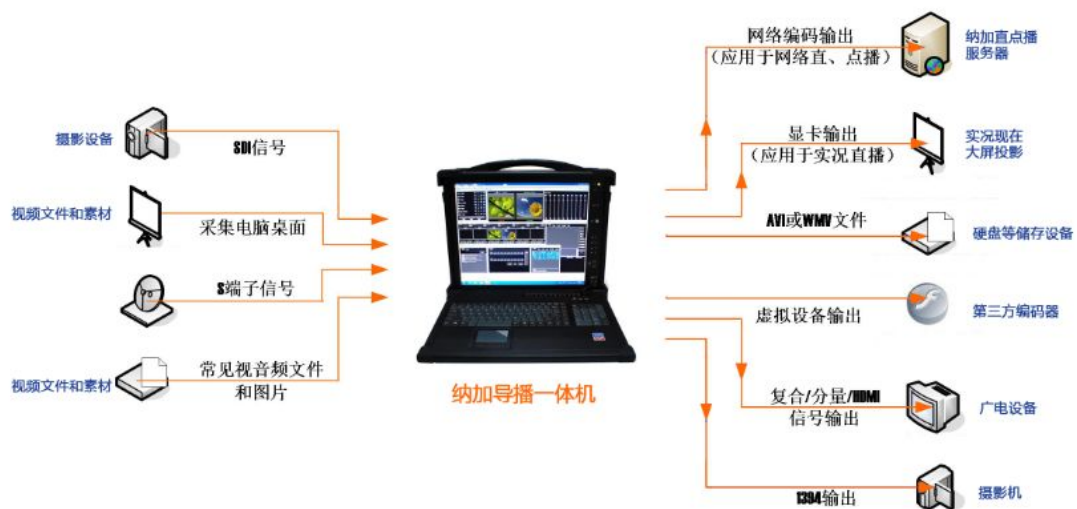 摄影设备
SDI信号
视频文件和素材
采集电脑桌面
S端子信号
视频文件和素材
常见视音频文件
和图片
纳加导播一体机
网络编码输出
（应用于网络直、点播）
纳加直点播
服务器
显卡输出
（应用于实况直播）
实况现在
大屏投影
AVI或WMV文件
硬盘等储存设备
虚拟设备输出
第三方编码器
复合/分量/HDMI
信号输出
广电设备
1394输出
摄影机